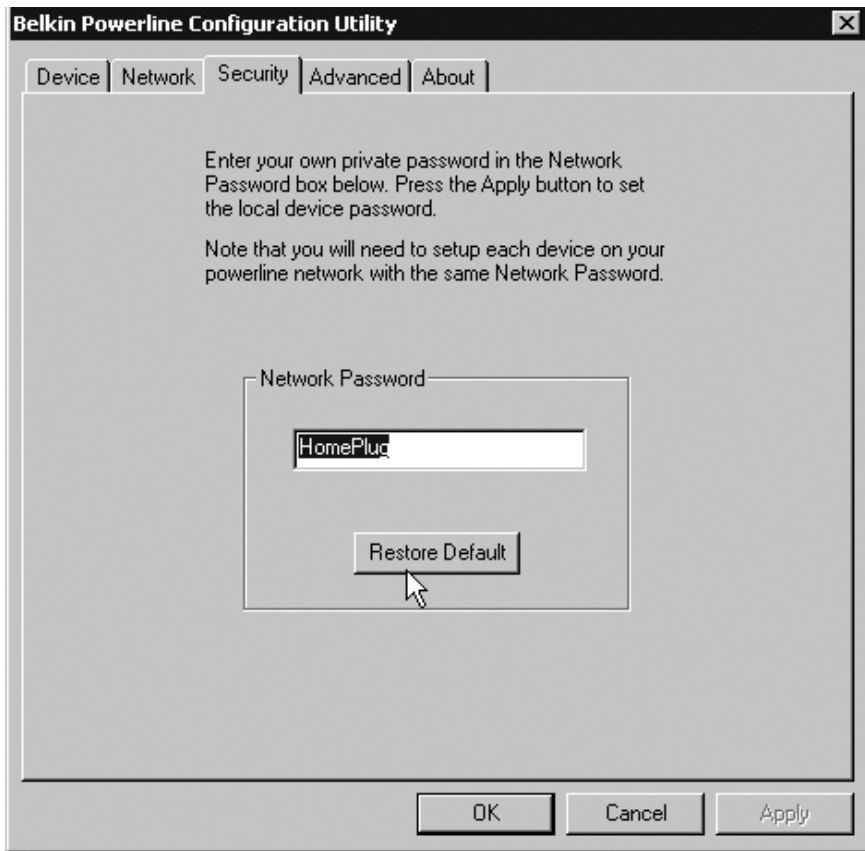 Belkin Powerline Configuration Utility
Device Network Security Advanced About
Enter your own private password in the Network
Password box below. Press the Apply button to set
the local device password.
Note that you will need to setup each device on your
powerline network with the same Network Password.
Network Password
HomePlug
Restore Default
OK Cancel Apply